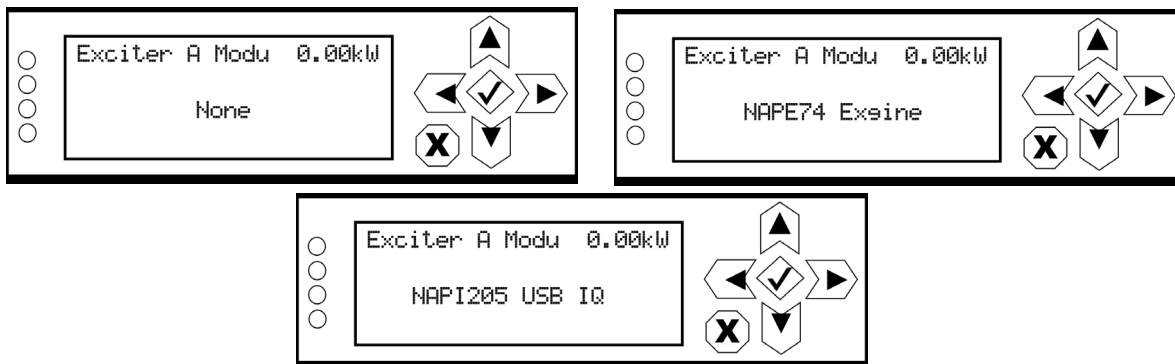 Exciter A Modu 0.00kW
None
Exciter A Modu 0.00kW
NAPE74 Exgine
Exciter A Modu 0.00kW
NAPI205 USB IQ